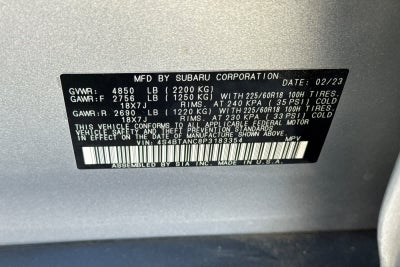 MFD BY SUBARU CORPORATION DATE: 02/23
GVWR: 4850 LB (2200 KG)
GAWR:F 2756 LB (1250 KG) WITH 225/60R18 100H TIRES
18X7J RIMS. AT 240 KPA ( 35 PSI) COLD
GAWR:R 2690 LB (1220 KG) WITH 225/60R18 100H TIRES
18X7J RIMS. AT 230 KPA ( 33 PSI) COLD
THIS VEHICLE CONFORMS TO ALL APPLICABLE FEDERAL MOTOR
VEHICLE SAFETY BUMPER AND THEFT PREVENTION STANDARDS
IN EFFECT ON THE DATE OF MANUFACTURE SHOWN ABOVE.
VIN: 4S4BTANC8P3183354 MPV
ASSEMBLED BY SIA INC. IN U.S.A.